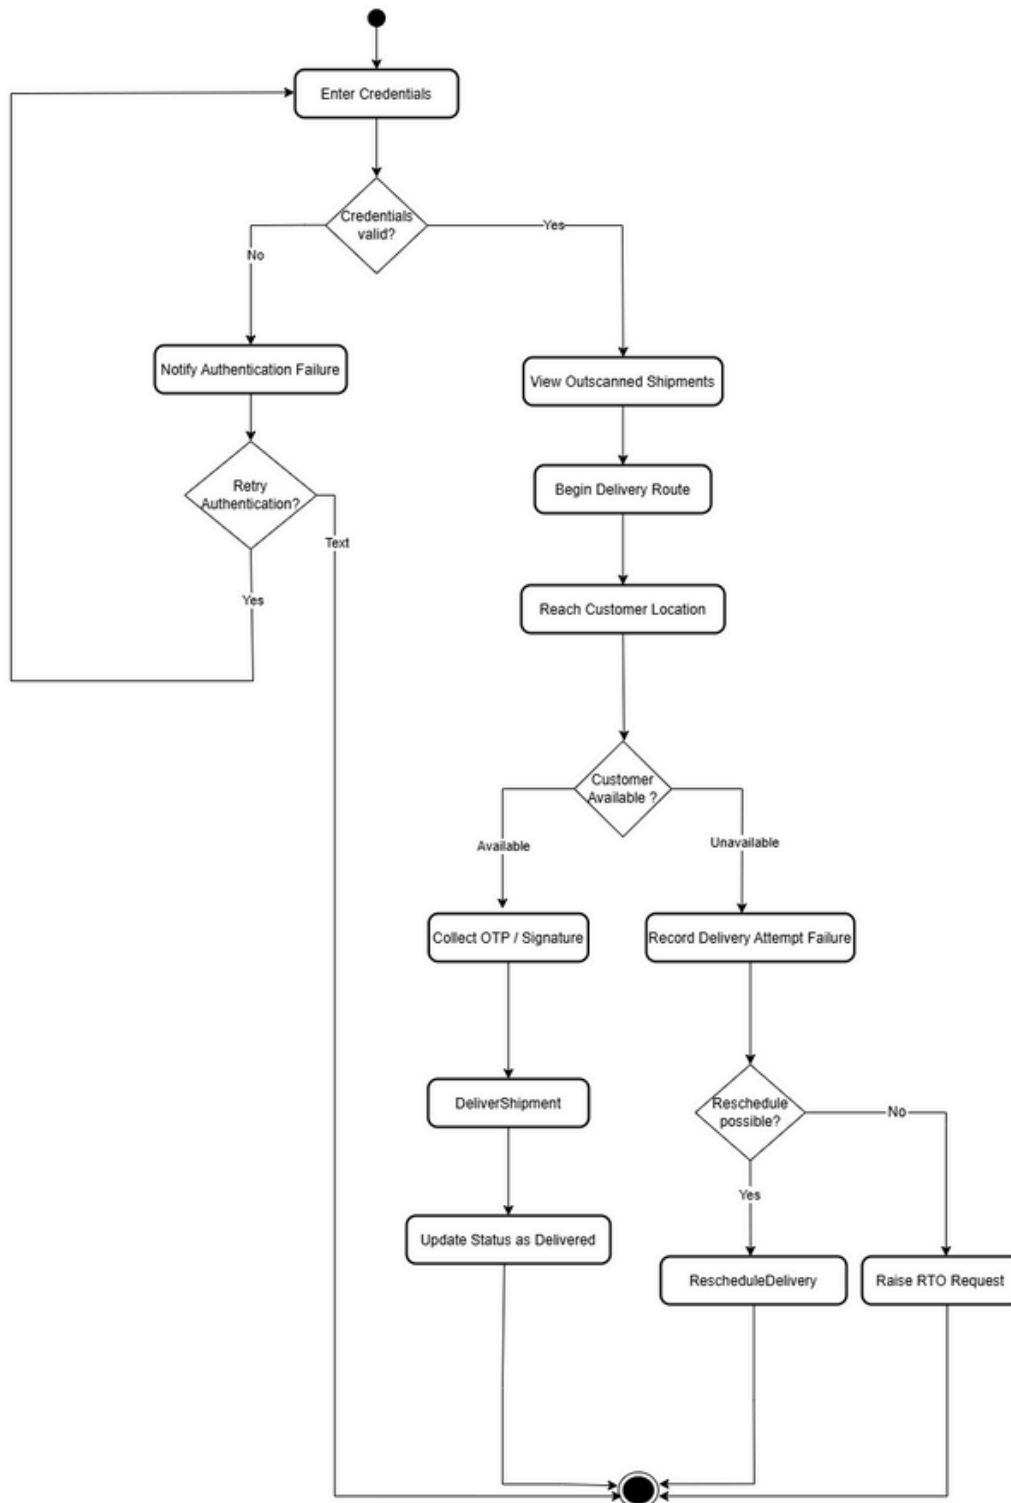 Enter Credentials
Credentials
valid?
Yes
No
Notify Authentication Failure
View Outscanned Shipments
Retry
Authentication?
Begin Delivery Route
Text
Yes
Reach Customer Location
Customer
Available ?
Available
Unavailable
Collect OTP / Signature
Record Delivery Attempt Failure
DeliverShipment
Reschedule
possible?
No
Yes
Update Status as Delivered
RescheduleDelivery
Raise RTO Request